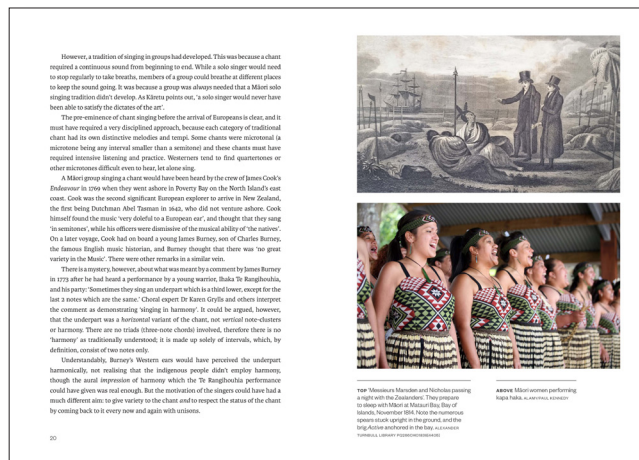 However, a tradition of singing in groups had developed. This was because a chant
required a continuous sound from beginning to end. While a solo singer would need
to stop regularly to take breaths, members of a group could breathe at different places
to keep the sound going. It was because a group was always needed that a Māori solo
singing tradition didn't develop. As Kāretu points out, 'a solo singer would never have
been able to satisfy the dictates of the art'.
The pre-eminence of chant singing before the arrival of Europeans is clear, and it
must have required a very disciplined approach, because each category of traditional
chant had its own distinctive melodies and tempi. Some chants were microtonal (a
microtone being any interval smaller than a semitone) and these chants must have
required intensive listening and practice. Westerners tend to find quartertones or
other microtones difficult even to hear, let alone sing.
A Māori group singing a chant would have been heard by the crew of James Cook's
Endeavour in 1769 when they went ashore in Poverty Bay on the North Island's east
coast. Cook was the second significant European explorer to arrive in New Zealand,
the first being Dutchman Abel Tasman in 1642, who did not venture ashore. Cook
himself found the music 'very doleful to a European ear', and thought that they sang
'in semitones', while his officers were dismissive of the musical ability of 'the natives'.
On a later voyage, Cook had on board a young James Burney, son of Charles Burney,
the famous English music historian, and Burney thought that there was 'no great
variety in the Music'. There were other remarks in a similar vein.
There is a mystery, however, about what was meant by a comment by James Burney
in 1773 after he had heard a performance by a young warrior, Ihaka Te Rangihouhia,
and his party: 'Sometimes they sing an underpart which is a third lower, except for the
last 2 notes which are the same.' Choral expert Dr Karen Grylls and others interpret
the comment as demonstrating 'singing in harmony'. It could be argued, however,
that the underpart was a horizontal variant of the chant, not vertical note-clusters
or harmony. There are no triads (three-note chords) involved, therefore there is no
'harmony' as traditionally understood; it is made up solely of intervals, which, by
definition, consist of two notes only.
Understandably, Burney's Western ears would have perceived the underpart
harmonically, not realising that the indigenous people didn't employ harmony,
though the aural impression of harmony which the Te Rangihouhia performance
could have given was real enough. But the motivation of the singers could have had a
much different aim: to give variety to the chant and to respect the status of the chant
by coming back to it every now and again with unisons.
20
TOP 'Messieurs Marsden and Nicholas passing
a night with the Zealanders'. They prepare
to sleep with Māori at Matauri Bay, Bay of
Islands, November 1814. Note the numerous
spears stuck upright in the ground, and the
brig Active anchored in the bay. ALEXANDER
TURNBULL LIBRARY
ABOVE Māori women performing
kapa haka. ALAMY/PAUL KENNEDY